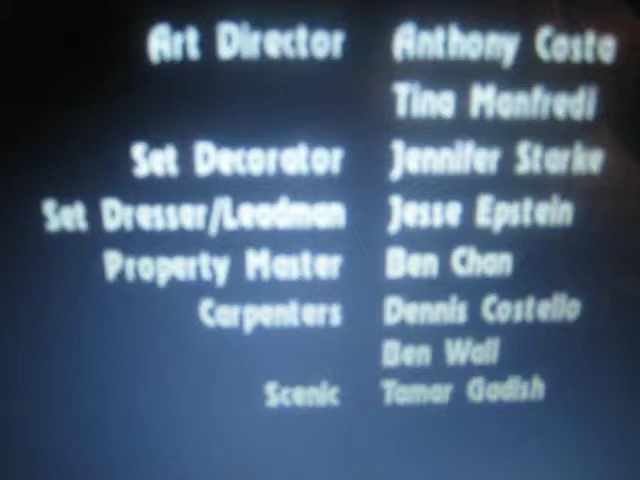 Art Director Anthony Costa
Tina Manfredi
Set Decorator Jennifer Starke
Set Dresser/Leadman Jesse Epstein
Property Master Ben Chan
Carpenters Dennis Costello
Ben Wall
Scenic Tamar Gadish